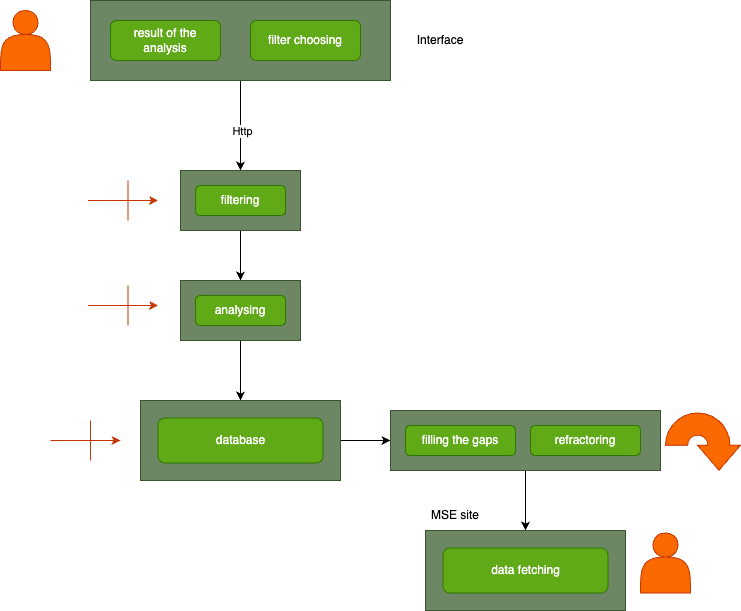 result of the
analysis
filter choosing
Interface
Http
filtering
analysing
database
filling the gaps
refractoring
MSE site
data fetching